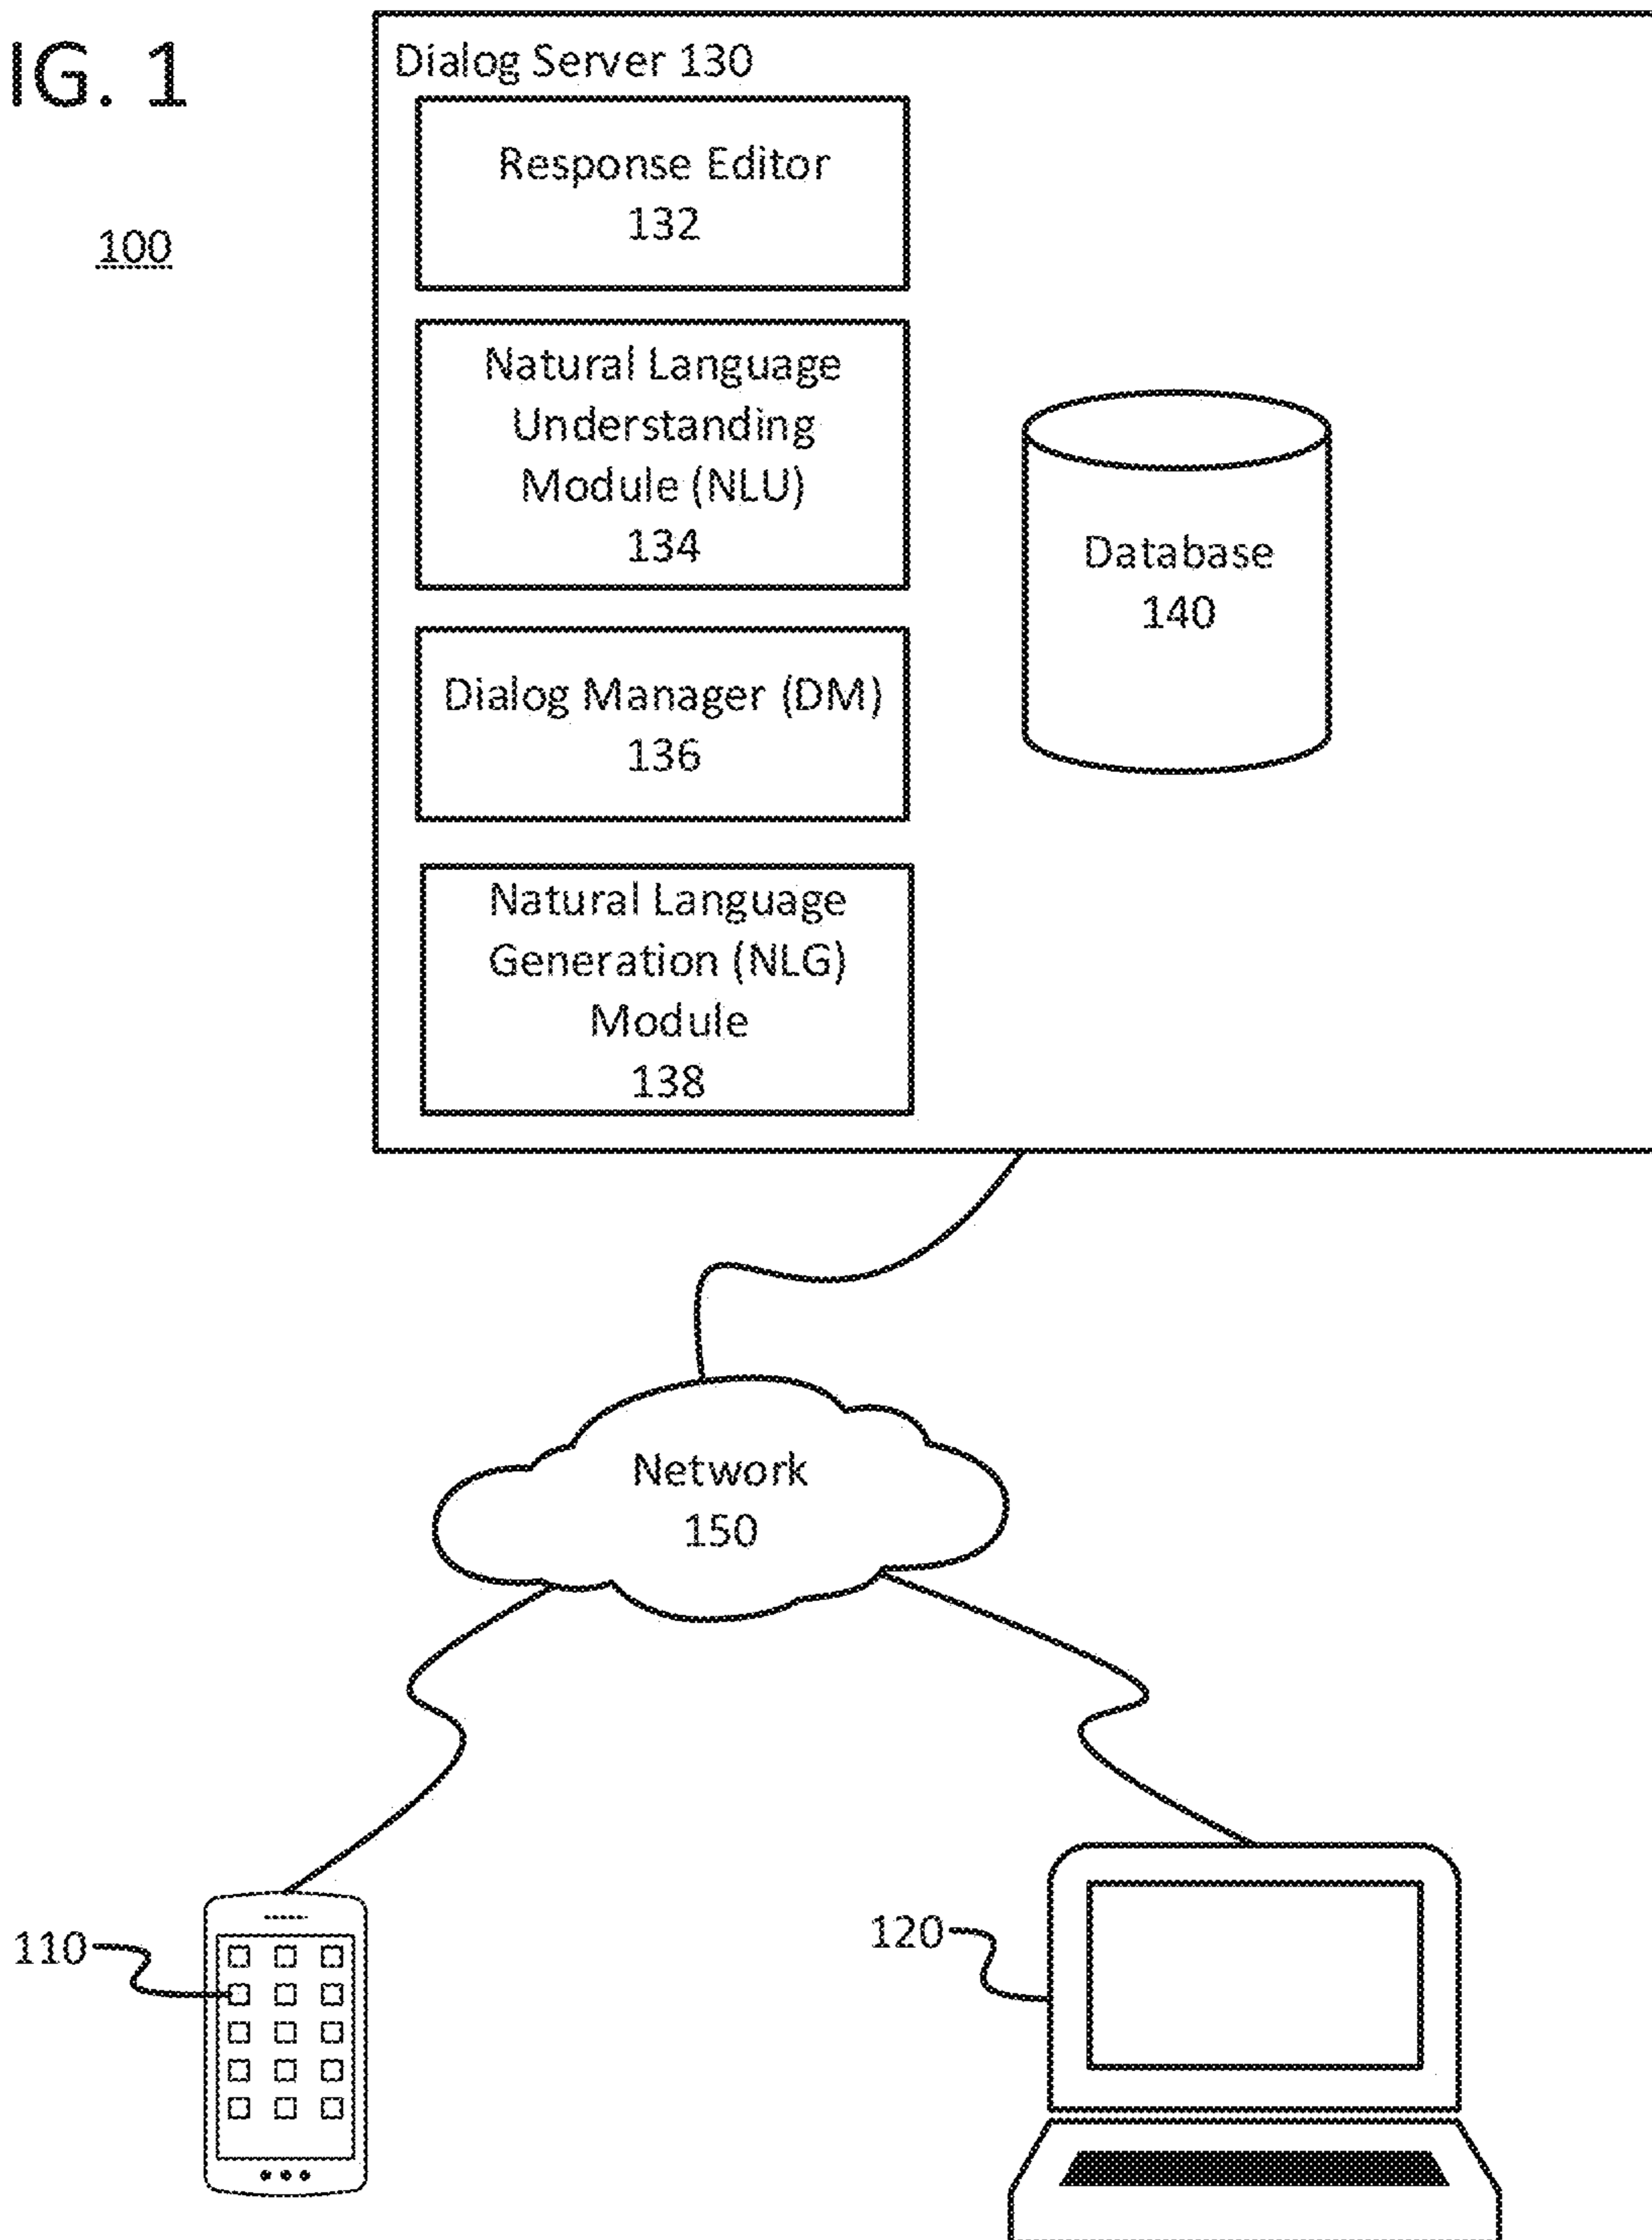 IG. 1
100
Dialog Server 130
Response Editor
132
Natural Language
Understanding
Module (NLU)
134
Dialog Manager (DM)
136
Natural Language
Generation (NLG)
Module
138
Database
140
Network
150
110
120